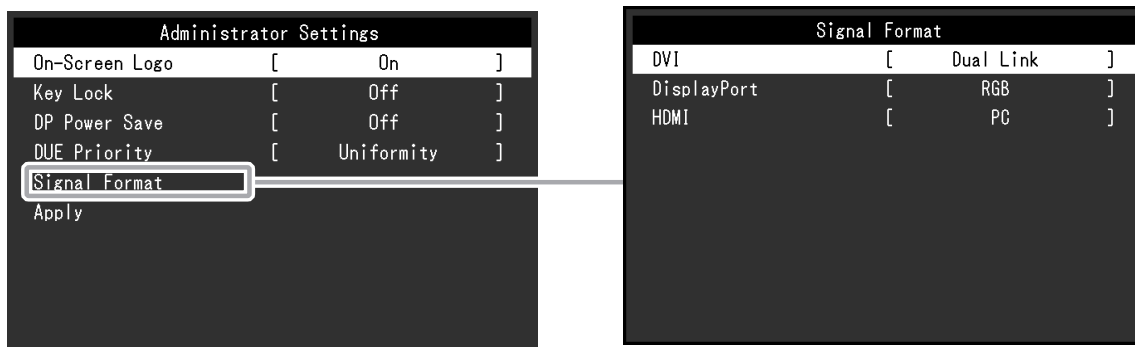 Administrator Settings
On-Screen Logo [ On ]
Key Lock [ Off ]
DP Power Save [ Off ]
DUE Priority [ Uniformity ]
Signal Format
Apply
Signal Format
DVI [ Dual Link ]
DisplayPort [ RGB ]
HDMI [ PC ]